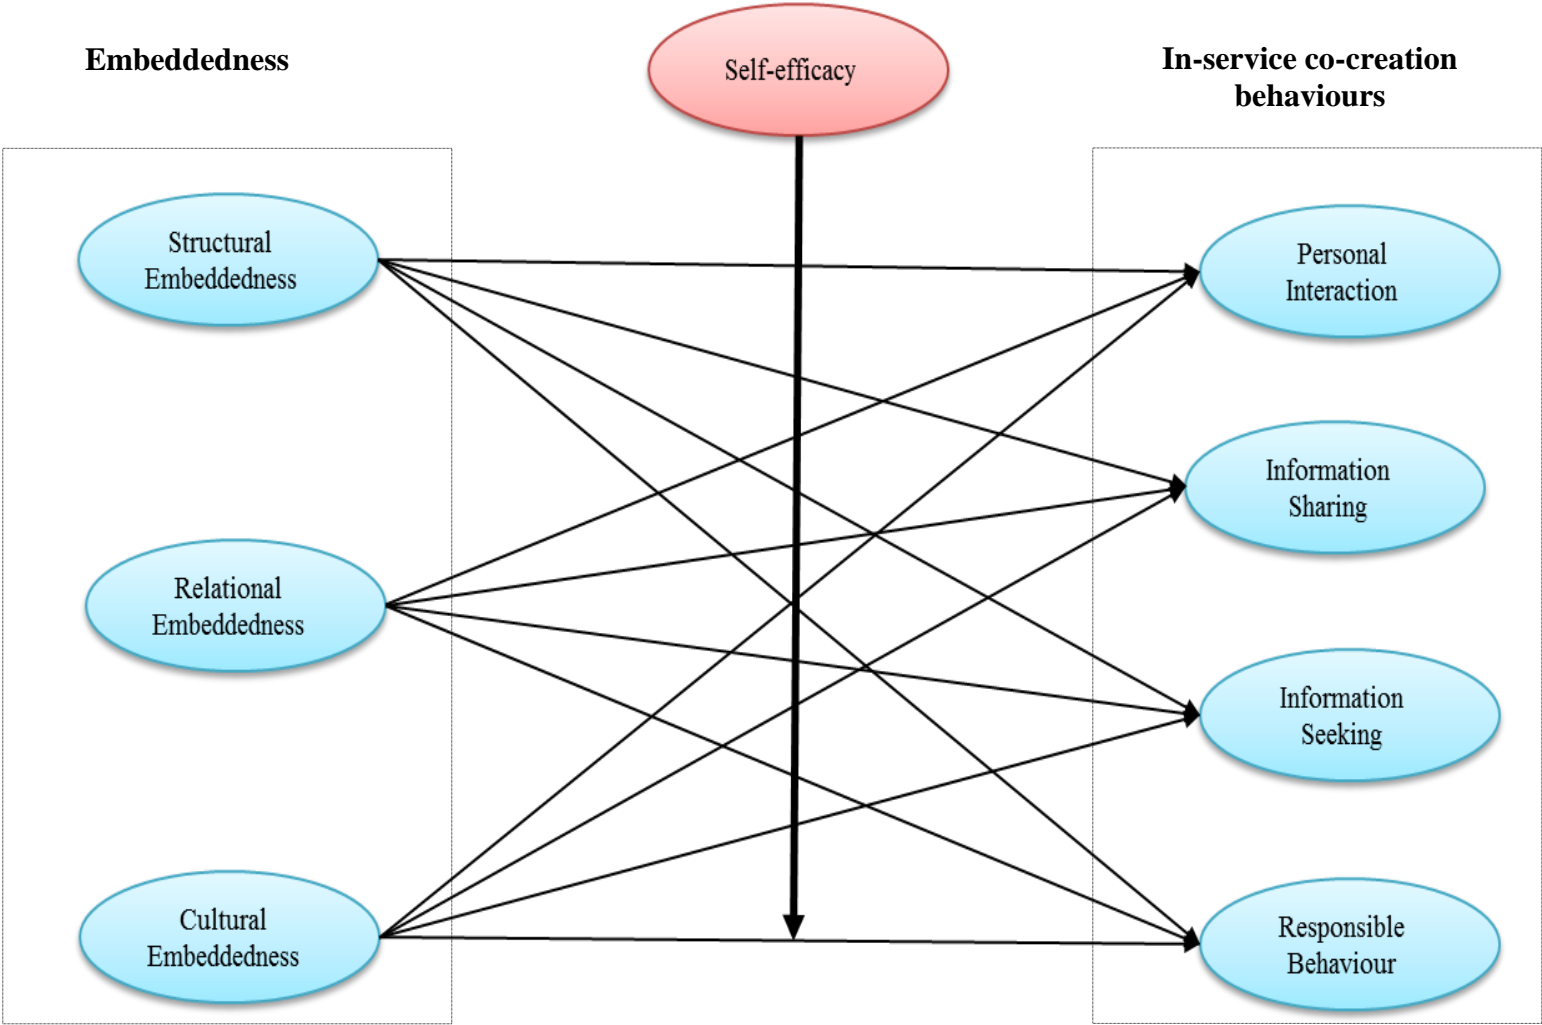 Embeddedness
Self-efficacy
In-service co-creation
behaviours
Structural
Embeddedness
Relational
Embeddedness
Cultural
Embeddedness
Personal
Interaction
Information
Sharing
Information
Seeking
Responsible
Behaviour